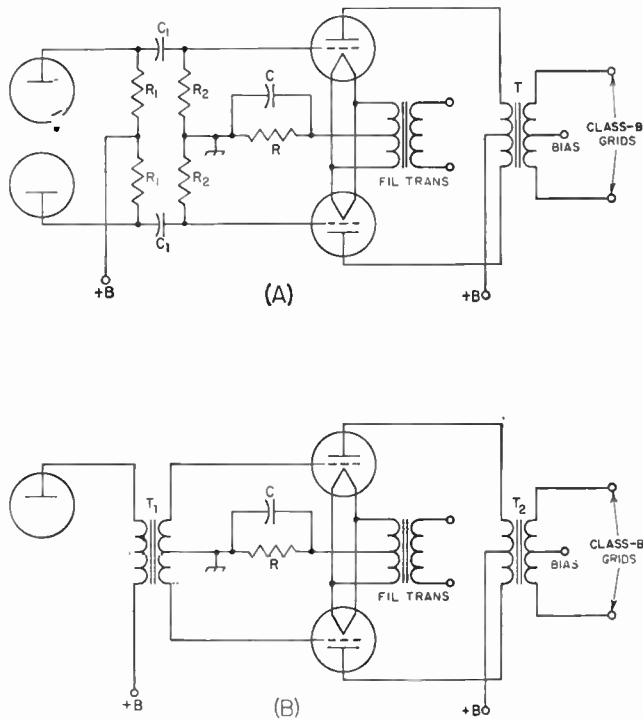 C₁
R₁
R₂
C
R
R₁
R₂
C₁
+B
FIL TRANS
T
BIAS
CLASS-B
GRIDS
+B
(A)
T₁
C
R
+B
FIL TRANS
T₂
BIAS
CLASS-B
GRIDS
+B
(B)